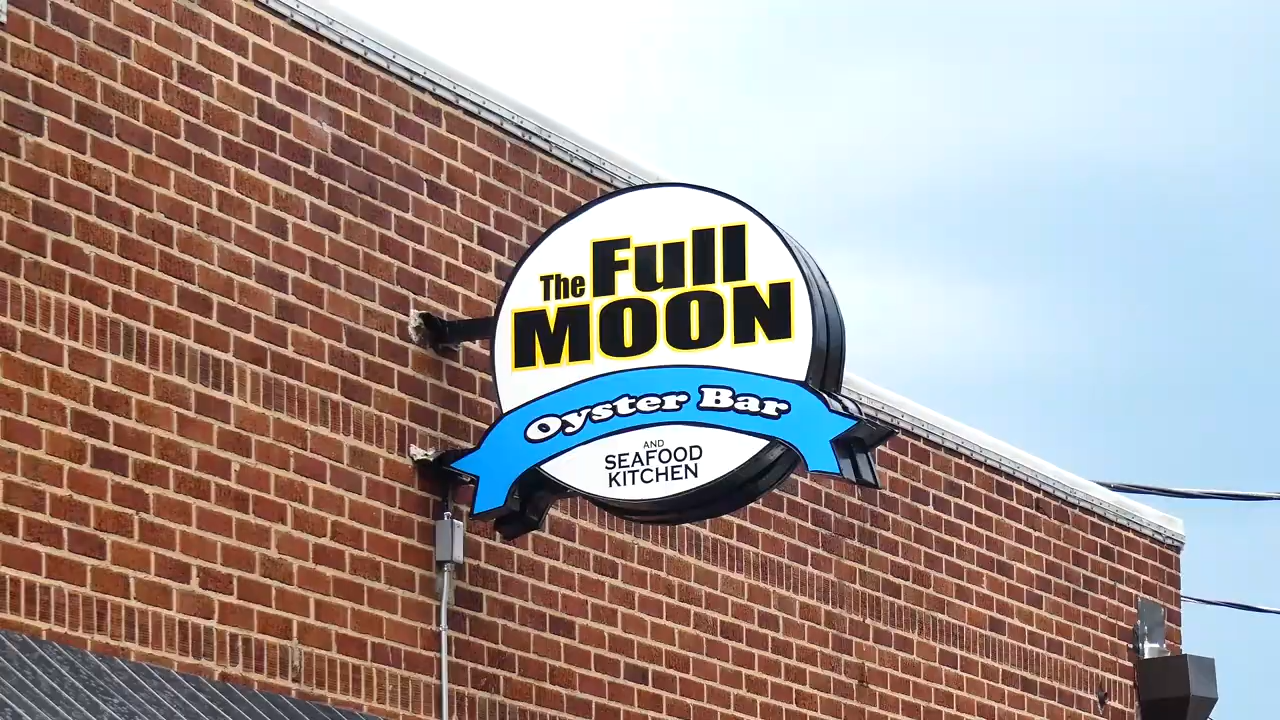 The Full
MOON
Oyster Bar
AND
SEAFOOD
KITCHEN